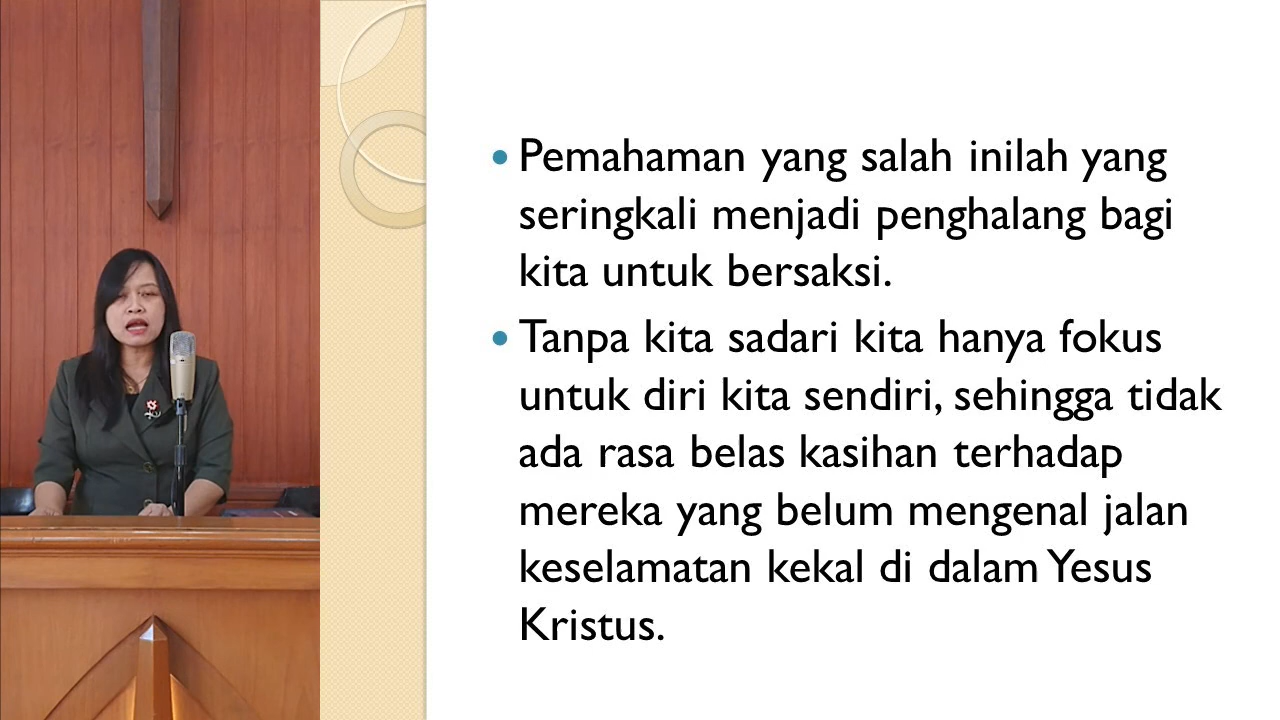 Pemahaman yang salah inilah yang
seringkali menjadi penghalang bagi
kita untuk bersaksi.
Tanpa kita sadari kita hanya fokus
untuk diri kita sendiri, sehingga tidak
ada rasa belas kasihan terhadap
mereka yang belum mengenal jalan
keselamatan kekal di dalam Yesus
Kristus.